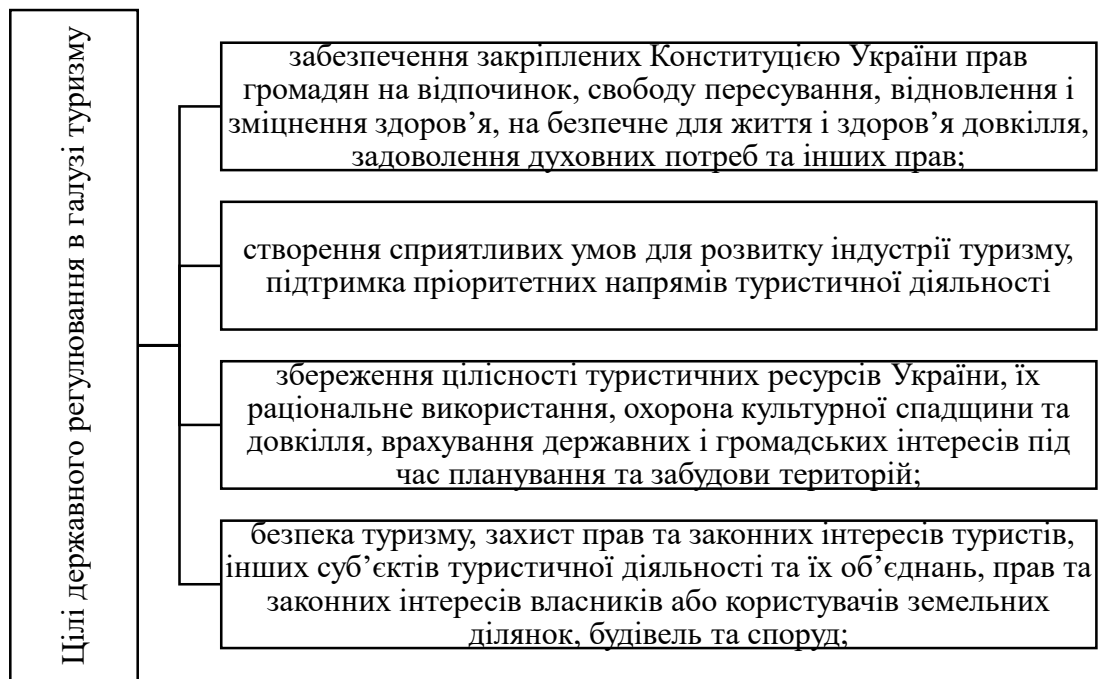 Цілі державного регулювання в галузі туризму
забезпечення закріплених Конституцією України прав
громадян на відпочинок, свободу пересування, відновлення і
зміцнення здоров’я, на безпечне для життя і здоров’я довкілля,
задоволення духовних потреб та інших прав;
створення сприятливих умов для розвитку індустрії туризму,
підтримка пріоритетних напрямів туристичної діяльності
збереження цілісності туристичних ресурсів України, їх
раціональне використання, охорона культурної спадщини та
довкілля, врахування державних і громадських інтересів під
час планування та забудови територій;
безпека туризму, захист прав та законних інтересів туристів,
інших суб’єктів туристичної діяльності та їх об’єднань, прав та
законних інтересів власників або користувачів земельних
ділянок, будівель та споруд;